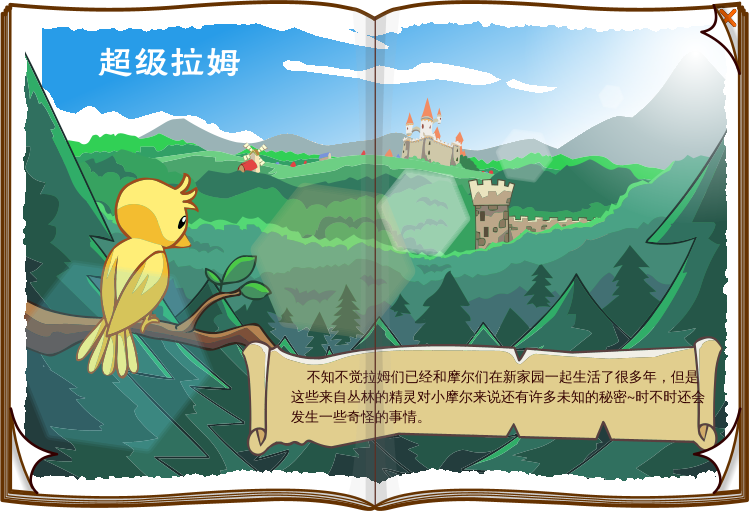 超级拉姆
不知不觉拉姆们已经和摩尔们在新家园一起生活了很多年，但是
这些来自丛林的精灵对小摩尔来说还有许多未知的秘密~时不时还会
发生一些奇怪的事情。